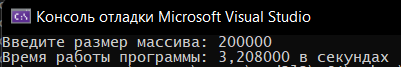 Консоль отладки Microsoft Visual Studio
Введите размер массива: 200000
Время работы программы: 3,208000 в секундах